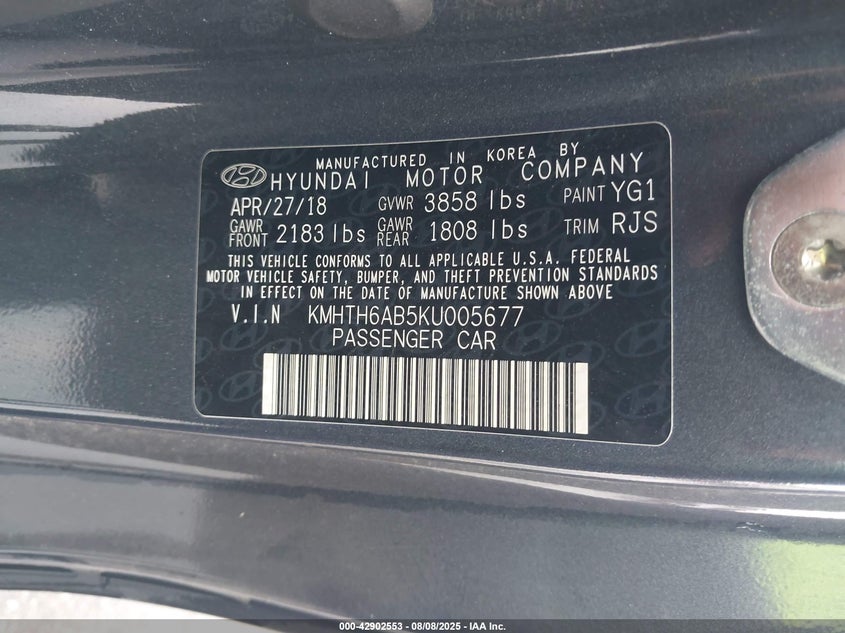 MANUFACTURED IN KOREA BY
HYUNDAI MOTOR COMPANY
APR/27/18 GVWR 3858 lbs PAINT YG1
GAWR FRONT 2183 lbs GAWR REAR 1808 lbs TRIM RJS
THIS VEHICLE CONFORMS TO ALL APPLICABLE U.S.A. FEDERAL
MOTOR VEHICLE SAFETY, BUMPER, AND THEFT PREVENTION STANDARDS
IN EFFECT ON THE DATE OF MANUFACTURE SHOWN ABOVE
V.I.N KMHTH6AB5KU005677
PASSENGER CAR
000-42902553 - 08/08/2025 - IAA Inc.